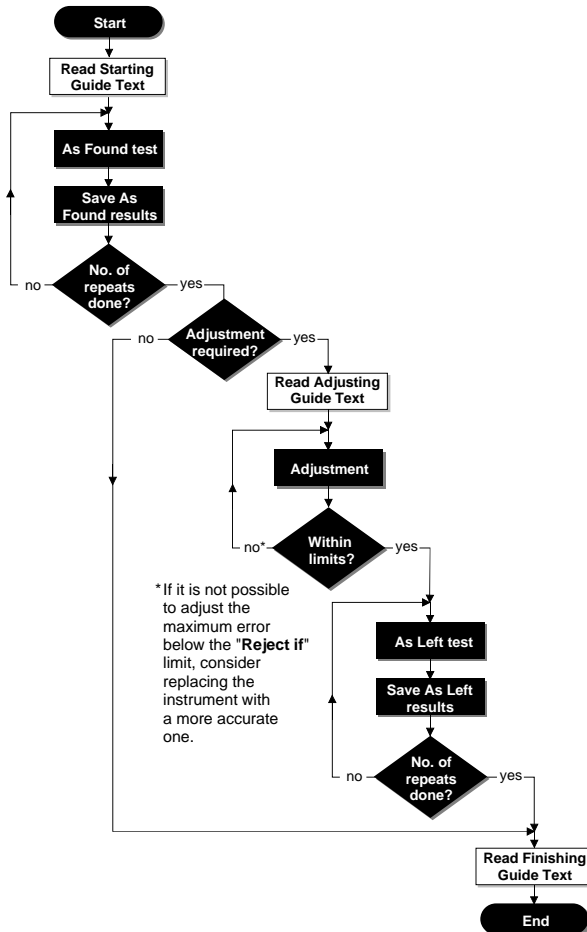 Start
Read Starting
Guide Text
As Found test
Save As
Found results
No. of
repeats
done?
no
yes
Adjustment
required?
no
yes
Read Adjusting
Guide Text
Adjustment
Within
limits?
no*
yes
*If it is not possible
to adjust the
maximum error
below the "Reject if"
limit, consider
replacing the
instrument with
a more accurate
one.
As Left test
Save As Left
results
No. of
repeats
done?
no
yes
Read Finishing
Guide Text
End